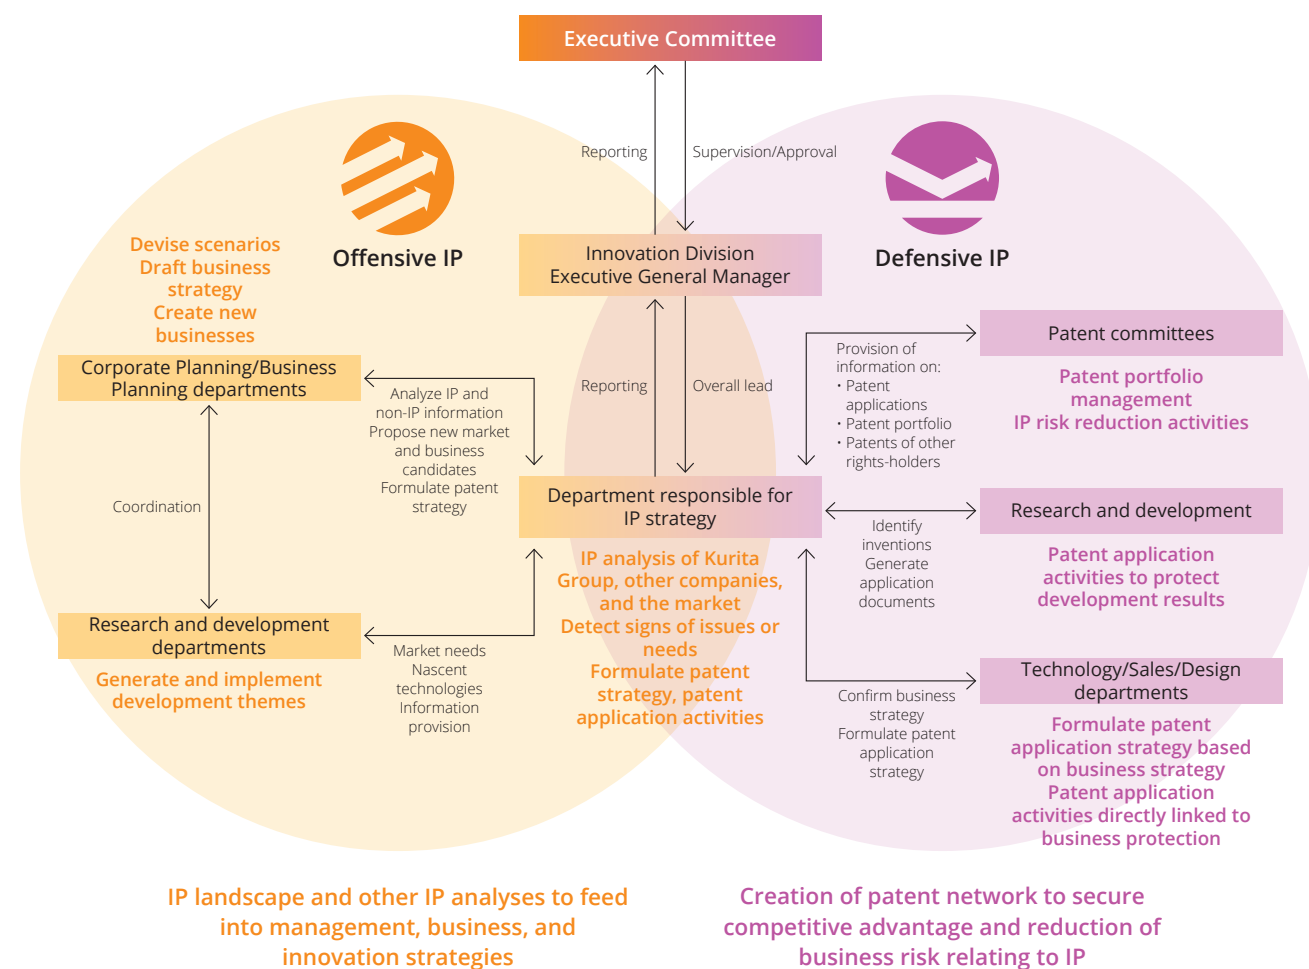 Executive Committee
Reporting
Supervision/Approval
Offensive IP
Defensive IP
Innovation Division
Executive General Manager
Devise scenarios
Draft business
strategy
Create new
businesses
Corporate Planning/Business
Planning departments
Analyze IP and
non-IP information
Propose new market
and business
candidates
Formulate patent
strategy
Coordination
Research and development
departments
Generate and implement
development themes
Market needs
Nascent
technologies
Information
provision
Reporting
Overall lead
Department responsible for
IP strategy
IP analysis of Kurita
Group, other companies,
and the market
Detect signs of issues or
needs
Formulate patent
strategy, patent
application activities
Provision of
information on:
• Patent
applications
• Patent portfolio
• Patents of other
rights-holders
Patent committees
Patent portfolio
management
IP risk reduction activities
Identify
inventions
Generate
application
documents
Research and development
Patent application
activities to protect
development results
Confirm business
strategy
Formulate patent
application
strategy
Technology/Sales/Design
departments
Formulate patent
application strategy based
on business strategy
Patent application
activities directly linked to
business protection
IP landscape and other IP analyses to feed
into management, business, and
innovation strategies
Creation of patent network to secure
competitive advantage and reduction of
business risk relating to IP